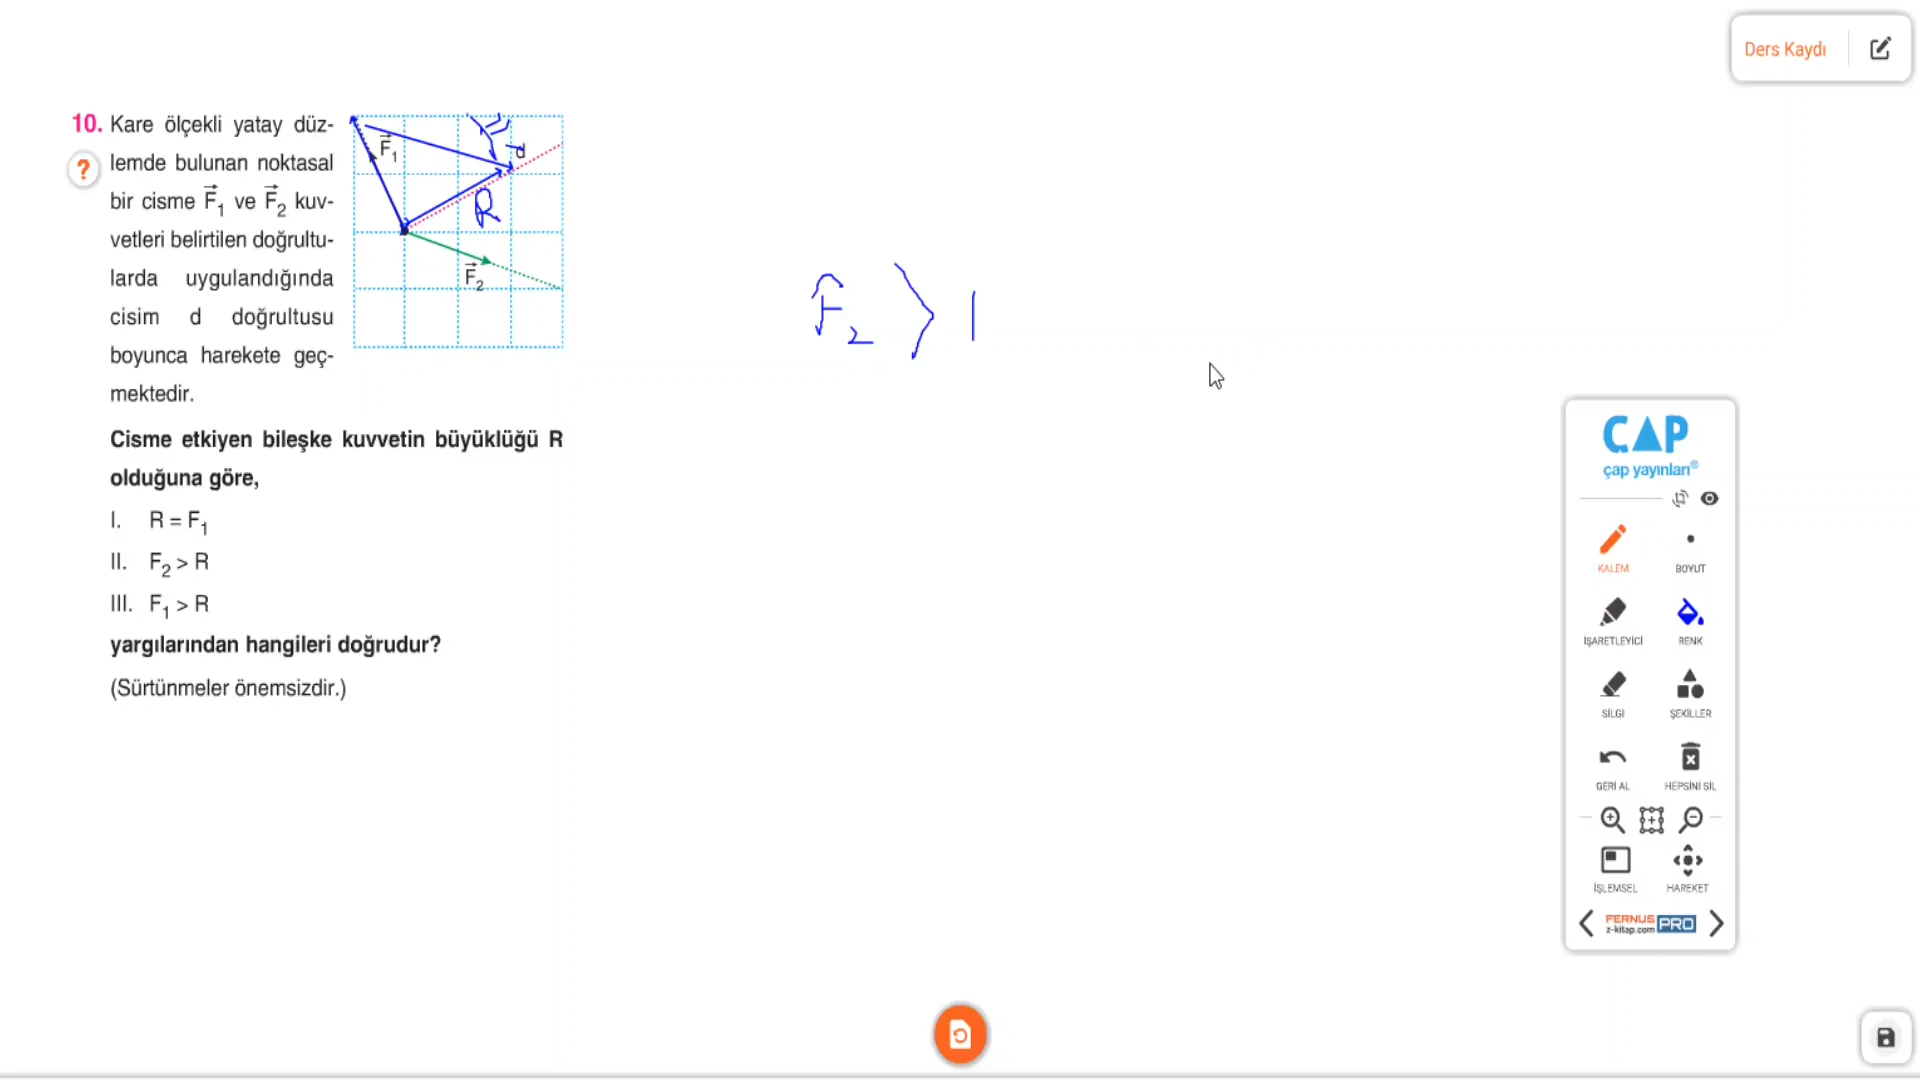 Ders Kaydı
10. Kare ölçekli yatay düz-
lemde bulunan noktasal
bir cisme F₁ ve F₂ kuv-
vetleri belirtilen doğrultu-
larda uygulandığında
cisim d doğrultusu
boyunca harekete geç-
mektedir.
F₁
d
R
F₂
Cisme etkiyen bileşke kuvvetin büyüklüğü R
olduğuna göre,
I. R = F₁
II. F₂ > R
III. F₁ > R
yargılarından hangileri doğrudur?
(Sürtünmeler önemsizdir.)
F₂ > |
ÇAP
çap yayınları®
KALEM
BOYUT
İŞARETLEYİCİ
RENK
SİLGİ
ŞEKİLLER
GERİ AL
HEPSİNİ SİL
İŞLEMSEL
HAREKET
FERNUS PRO
z-kitap.com